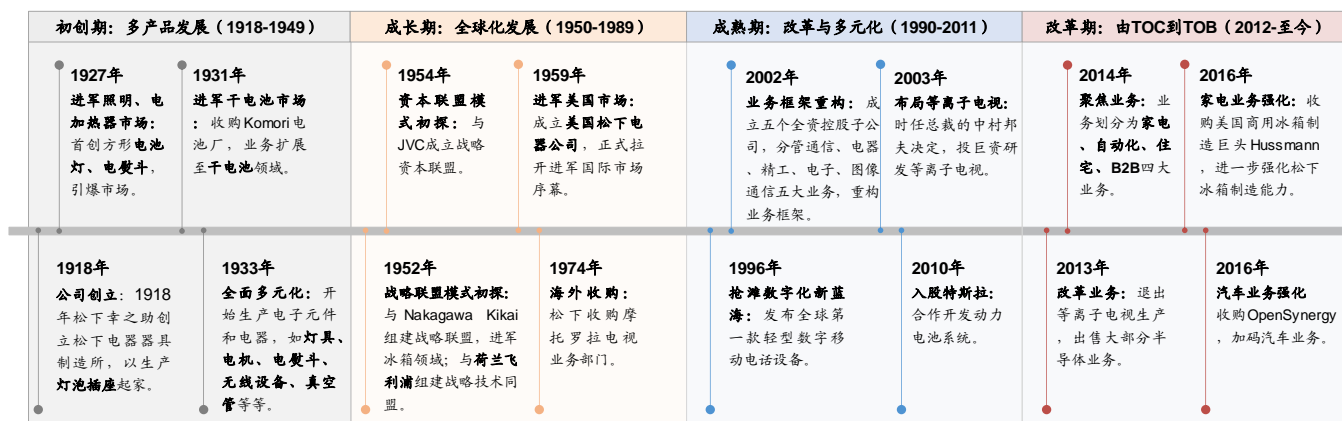 初创期：多产品发展（1918-1949）
成长期：全球化发展（1950-1989）
成熟期：改革与多元化（1990-2011）
改革期：由TOC到TOB（2012-至今）
1927年
进军照明、电
加热器市场：
首创方形电池
灯、电熨斗，
引爆市场。
1931年
进军干电池市场
：收购Komori电
池厂，业务扩展
至干电池领域。
1954年
资本联盟模
式初探：与
JVC成立战略
资本联盟。
1959年
进军美国市场：
成立美国松下电
器公司，正式拉
开进军国际市场
序幕。
2002年
业务框架重构：成
立五个全资控股子公
司，分管通信、电器
、精工、电子、图像
通信五大业务，重构
业务框架。
2003年
布局等离子电视：
时任总裁的中村邦
夫决定，投巨资研
发等离子电视。
2014年
聚焦业务：业
务划分为家电
、自动化、住
宅、B2B四大
业务。
2016年
家电业务强化：收
购美国商用冰箱制
造巨头Hussmann
，进一步强化松下
冰箱制造能力。
1918年
公司创立：1918
年松下幸之助创
立松下电器器具
制造所，以生产
灯泡插座起家。
1933年
全面多元化：开
始生产电子元件
和电器，如灯具、
电机、电熨斗、
无线设备、真空
管等等。
1952年
战略联盟模式初探：
与 Nakagawa Kikai
组建战略联盟，进军
冰箱领域；与荷兰飞
利浦组建战略技术同
盟。
1974年
海外收购：
松下收购摩
托罗拉电视
业务部门。
1996年
抢滩数字化新蓝
海：发布全球第
一款轻型数字移
动电话设备。
2010年
入股特斯拉：
合作开发动力
电池系统。
2013年
改革业务：退出
等离子电视生产
，出售大部分半
导体业务。
2016年
汽车业务强化
收购OpenSynergy
，加码汽车业务。